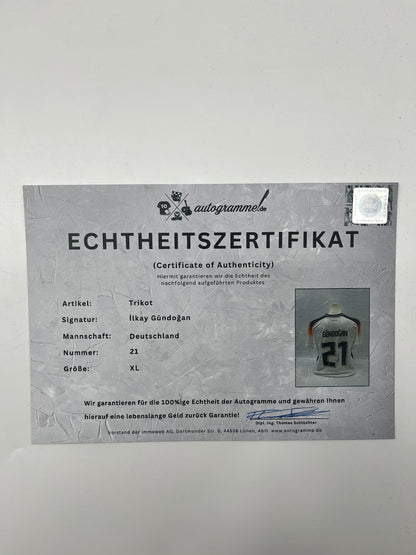 10
autogramme.de
ECHTHEITSZERTIFIKAT
(Certificate of Authenticity)
Hiermit garantieren wir die Echtheit des
nachfolgend aufgeführten Produktes:
Artikel: Trikot
Signatur: İlkay Gündoğan
Mannschaft: Deutschland
Nummer: 21
Größe: XL
GÜNDOĞAN
21
Wir garantieren für die 100%ige Echtheit der Autogramme und gewähren Ihnen
hierauf eine lebenslange Geld zurück Garantie!
Dipl. Ing. Thomas Schlüchter
Vorstand der immoweb AG, Dortmunder Str. 5, 44536 Lünen, Abtl. www.autogramme.de